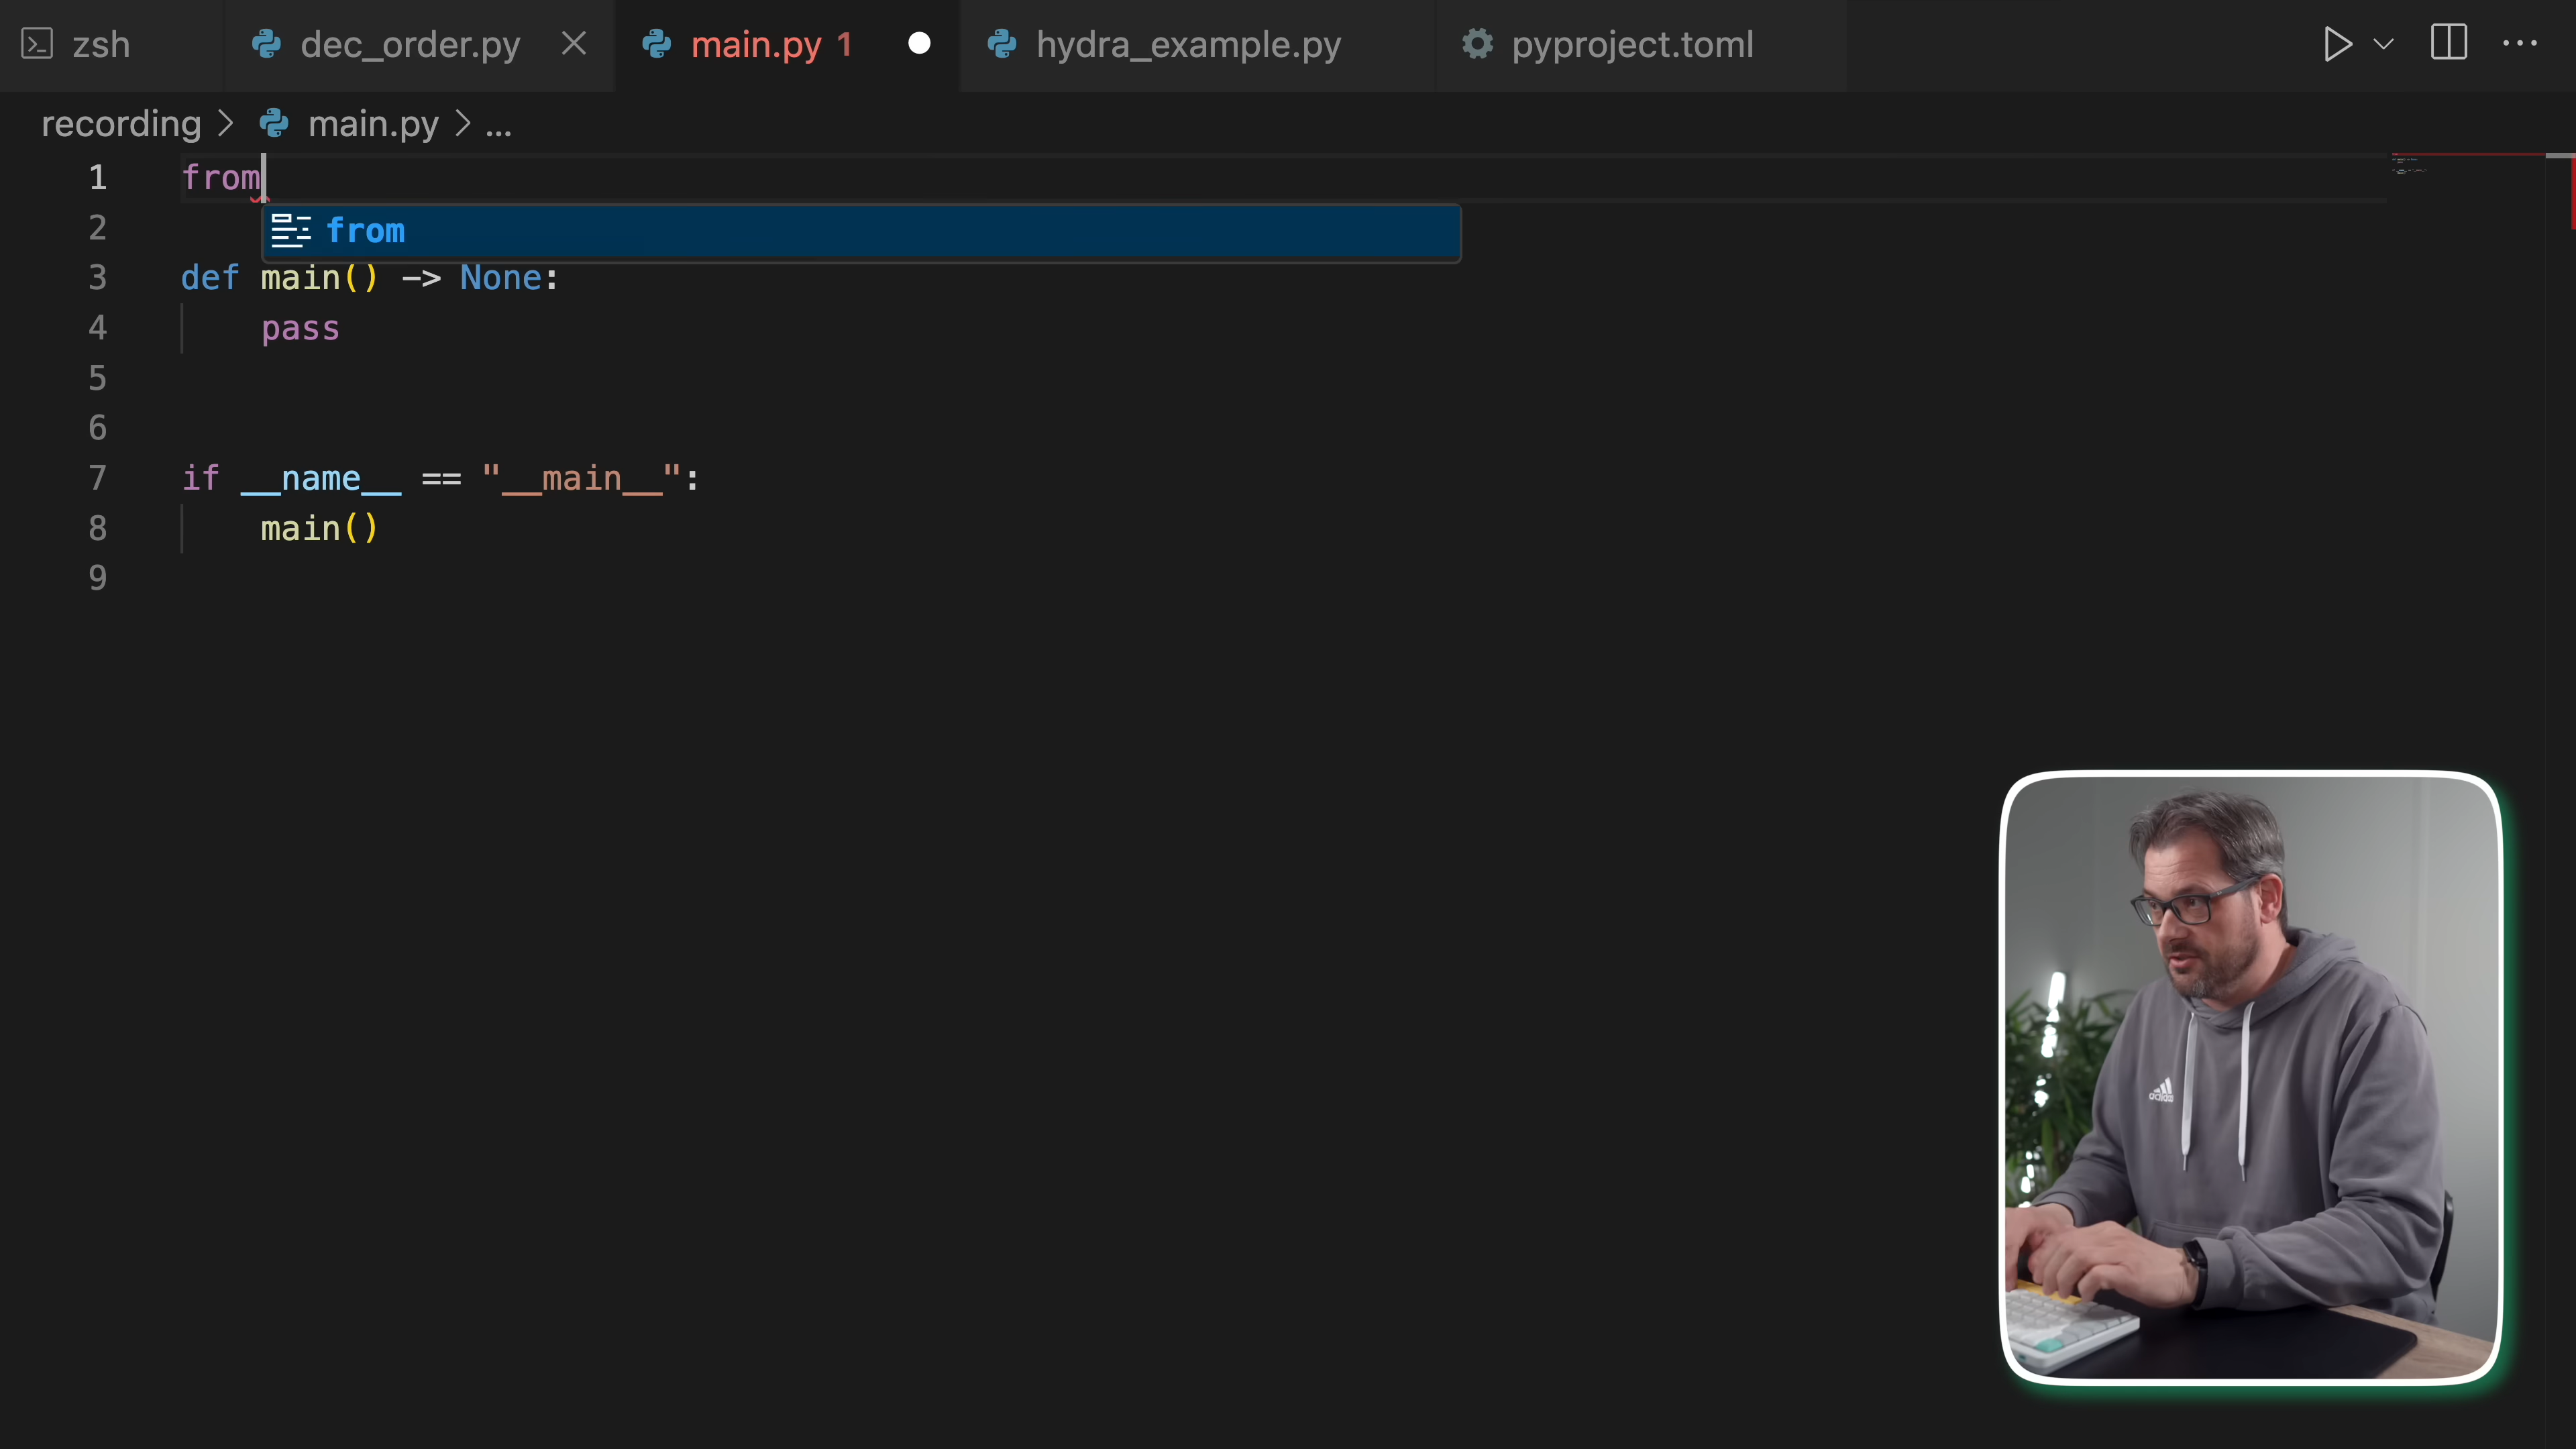 zsh dec_order.py main.py 1 hydra_example.py pyproject.toml
recording > main.py > ...
1 from
from
2
3 def main() -> None:
4 pass
5
6
7 if __name__ == "__main__":
8 main()
9
adidas